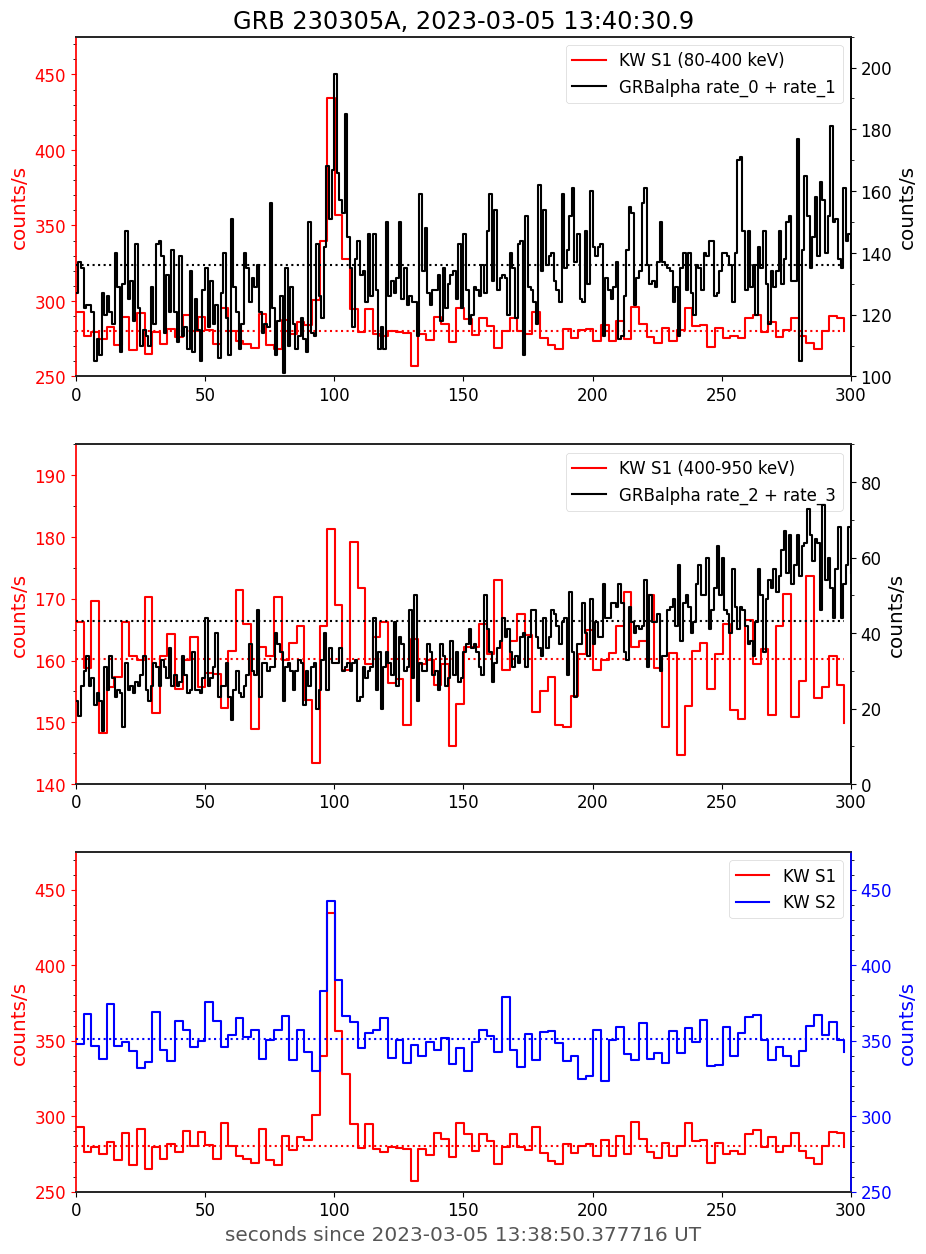 GRB 230305A, 2023-03-05 13:40:30.9
KW S1 (80-400 keV)
GRBalpha rate_0 + rate_1
450
400
350
300
250
counts/s
200
180
160
140
120
100
counts/s
0 50 100 150 200 250 300
KW S1 (400-950 keV)
GRBalpha rate_2 + rate_3
190
180
170
160
150
140
counts/s
80
60
40
20
0
counts/s
0 50 100 150 200 250 300
KW S1
KW S2
450
400
350
300
250
counts/s
450
400
350
300
250
counts/s
0 50 100 150 200 250 300
seconds since 2023-03-05 13:38:50.377716 UT